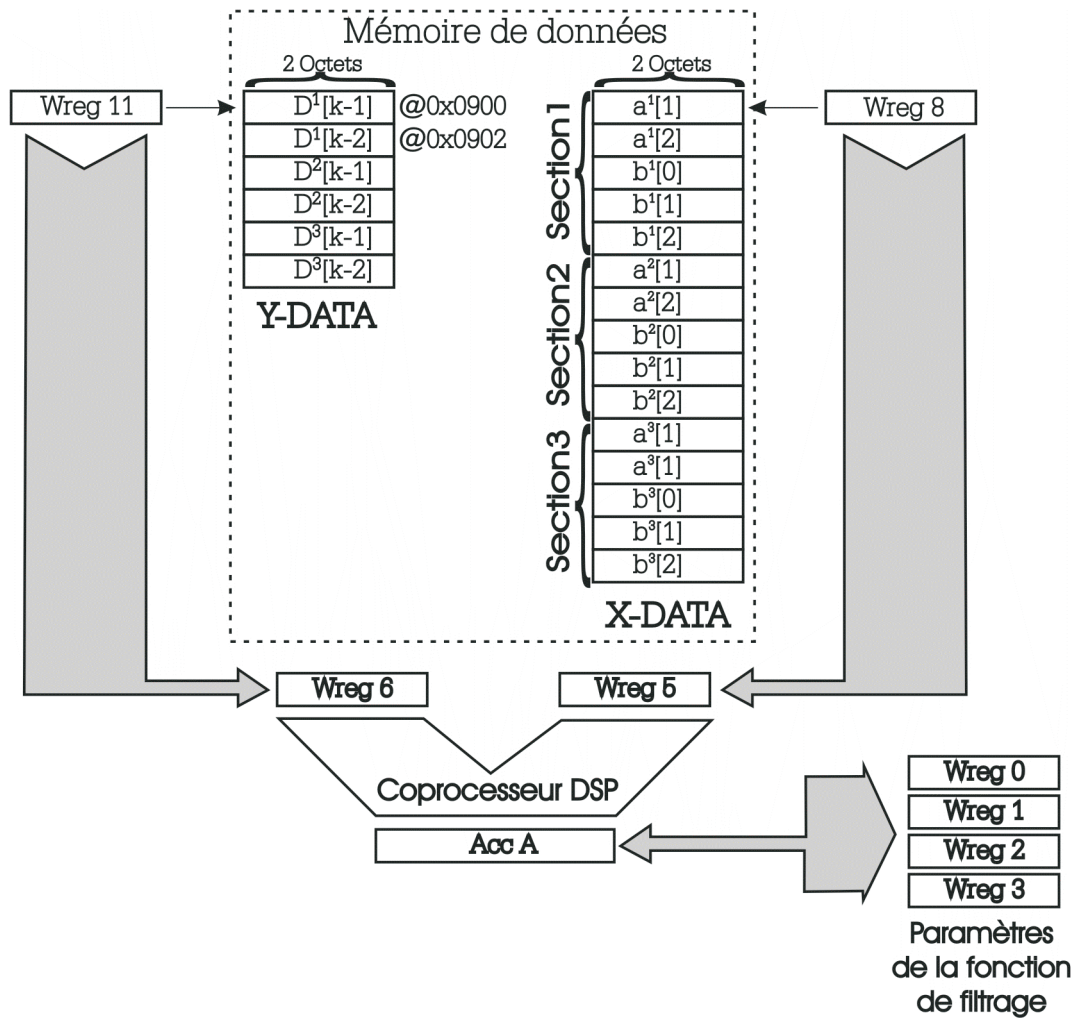 Mémoire de données
2 Octets
2 Octets
Wreg 11
Wreg 8
D¹[k-1] @0x0900
D¹[k-2] @0x0902
D²[k-1]
D²[k-2]
D³[k-1]
D³[k-2]
Y-DATA
Section1
a¹[1]
a¹[2]
b¹[0]
b¹[1]
b¹[2]
Section2
a²[1]
a²[2]
b²[0]
b²[1]
b²[2]
Section3
a³[1]
a³[1]
b³[0]
b³[1]
b³[2]
X-DATA
Wreg 6
Wreg 5
Coprocesseur DSP
Acc A
Wreg 0
Wreg 1
Wreg 2
Wreg 3
Paramètres
de la fonction
de filtrage